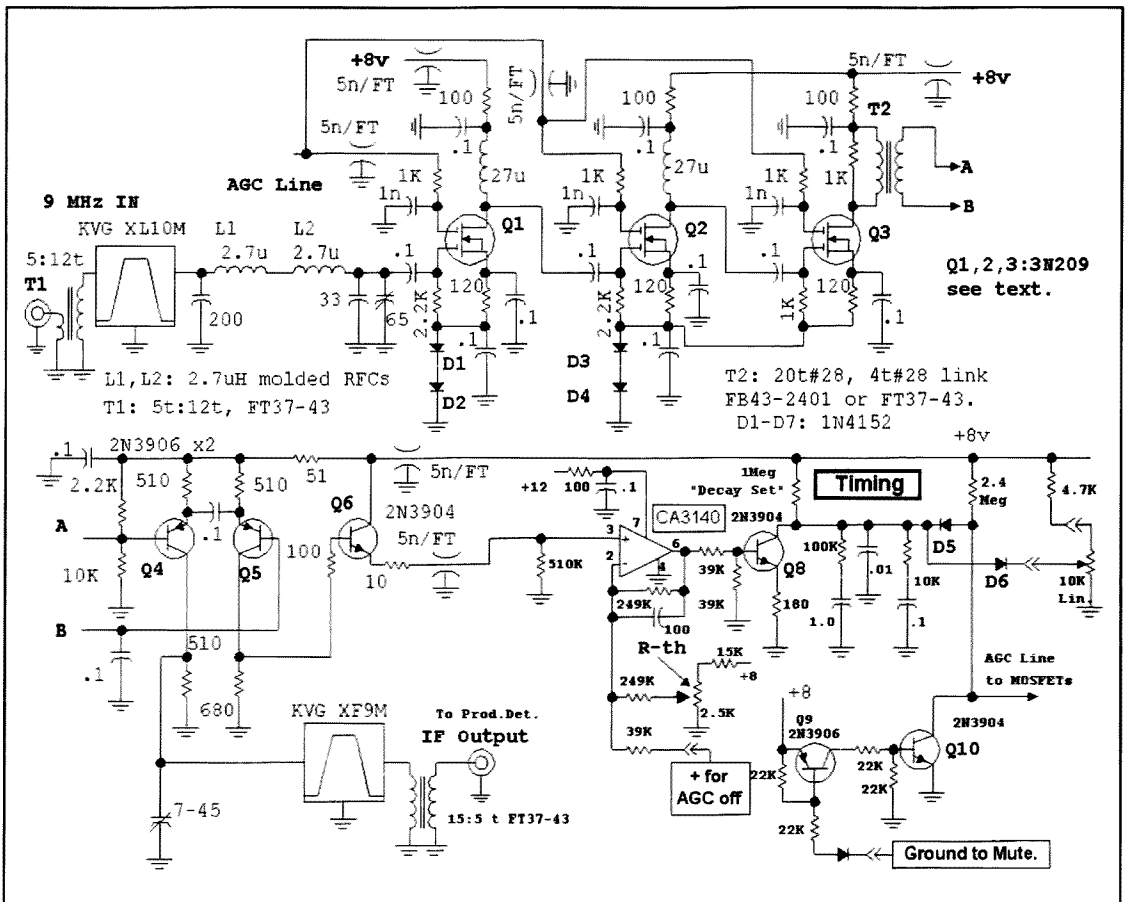 +8v
5n/FT
100
.1
5n/FT
AGC Line
1K
1n
27u
5n/FT
100
.1
1K
1n
27u
5n/FT
+8v
100
.1
1K
1K
1n
T2
A
B
9 MHz IN
KVG XL10M
5:12t
T1
L1
2.7u
L2
2.7u
200
33
65
.1
Q1
120
2.2K
.1
.1
D1
D2
.1
Q2
120
2.2K
.1
.1
D3
D4
.1
Q3
120
1K
.1
Q1,2,3:3N209
see text.
L1,L2: 2.7uH molded RFCs
T1: 5t:12t, FT37-43
T2: 20t#28, 4t#28 link
FB43-2401 or FT37-43.
D1-D7: 1N4152
.1
2N3906 x2
2.2K
510
510
51
5n/FT
A
10K
Q4
.1
Q5
100
Q6
2N3904
5n/FT
10
B
.1
510
680
7-45
KVG XF9M
To Prod.Det.
IF Output
15:5 t FT37-43
+12
100
.1
3
7
2
6
4
CA3140
510K
249K
100
39K
39K
R-th
15K
+8
249K
2.5K
39K
+ for
AGC off
1Meg
"Decay Set"
2N3904
Q8
180
Timing
+8v
2.4
Meg
4.7K
100K
.01
10K
1.0
.1
D5
D6
10K
Lin.
AGC Line
to MOSFETs
+8
Q9
2N3906
22K
22K
22K
22K
2N3904
Q10
Ground to Mute.